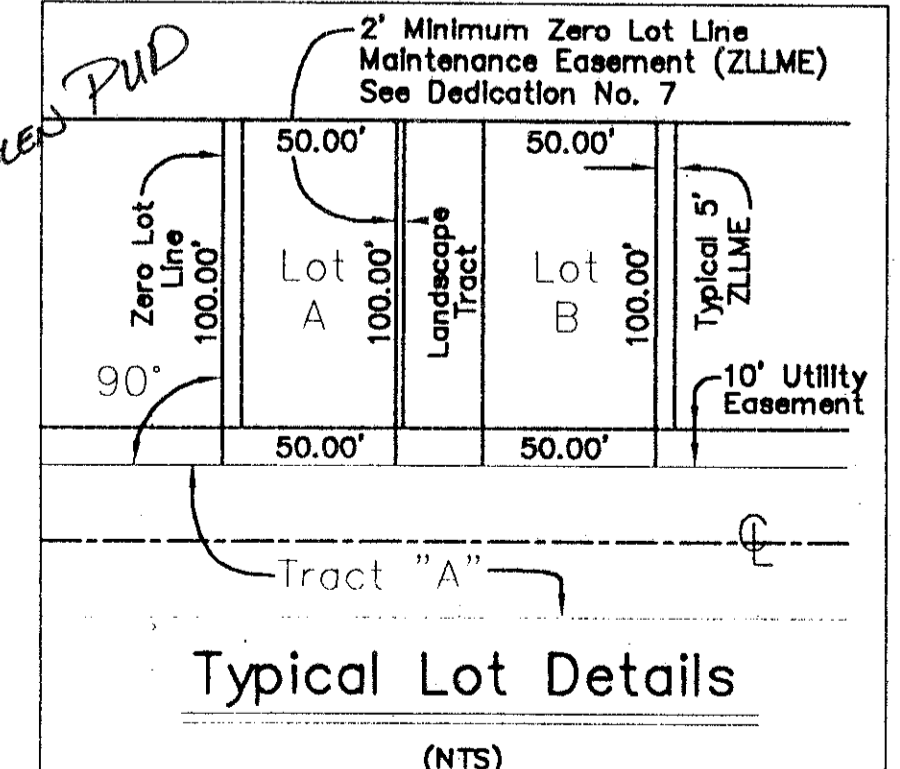 2' Minimum Zero Lot Line
Maintenance Easement (ZLLME)
See Dedication No. 7
PUD
50.00'
50.00'
Zero Lot
Line
100.00'
Lot
A
100.00'
Landscape
Tract
Lot
B
100.00'
Typical 5'
ZLLME
90°
10' Utility
Easement
50.00'
50.00'
CL
Tract "A"
Typical Lot Details
(NTS)